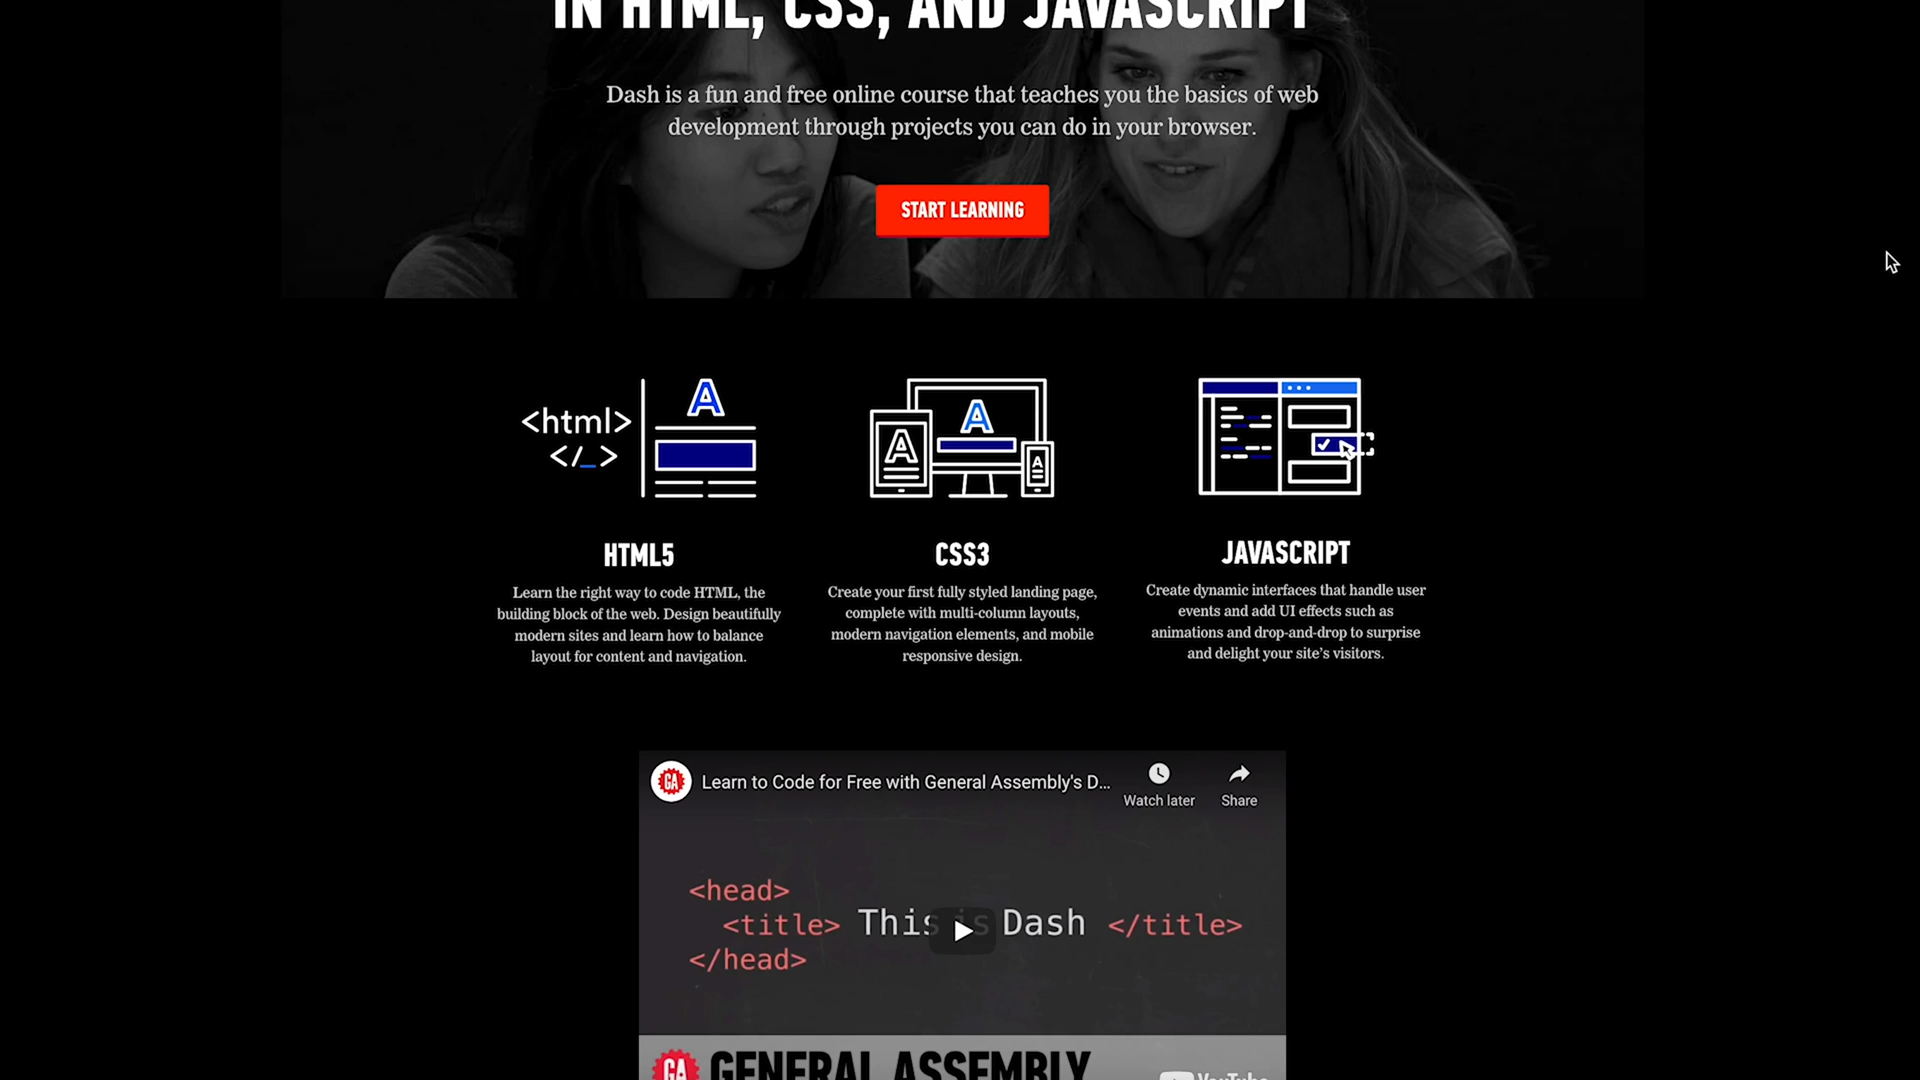 IN HTML, CSS, AND JAVASCRIPT
Dash is a fun and free online course that teaches you the basics of web
development through projects you can do in your browser.
START LEARNING
<html>
</_>
A
A
A
A
HTML5
Learn the right way to code HTML, the
building block of the web. Design beautifully
modern sites and learn how to balance
layout for content and navigation.
CSS3
Create your first fully styled landing page,
complete with multi-column layouts,
modern navigation elements, and mobile
responsive design.
JAVASCRIPT
Create dynamic interfaces that handle user
events and add UI effects such as
animations and drop-and-drop to surprise
and delight your site's visitors.
GA
Learn to Code for Free with General Assembly's D...
Watch later
Share
<head>
<title> This is Dash </title>
</head>
GA GENERAL ASSEMBLY
YouTube